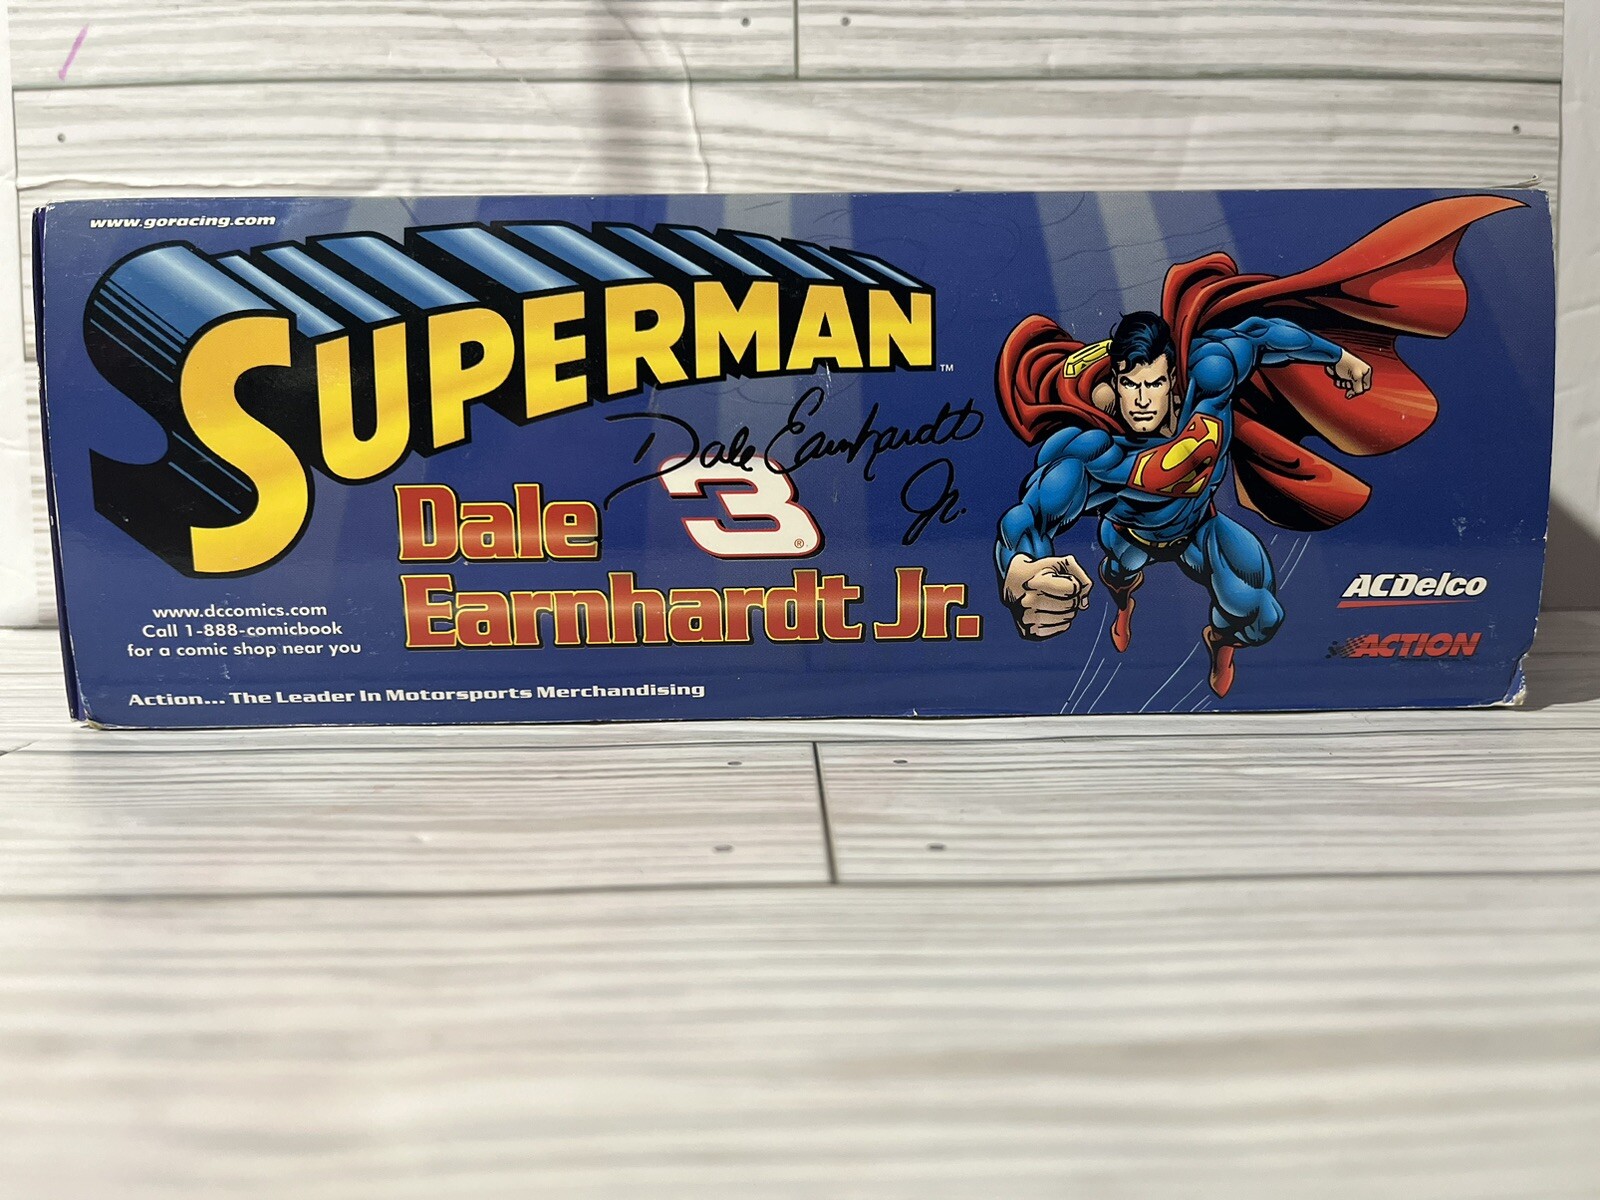 www.goracing.com
SUPERMAN™
Dale Earnhardt Jr.
3®
Dale
Earnhardt Jr.
www.dccomics.com
Call 1-888-comicbook
for a comic shop near you
Action... The Leader In Motorsports Merchandising
S
ACDelco
ACTION